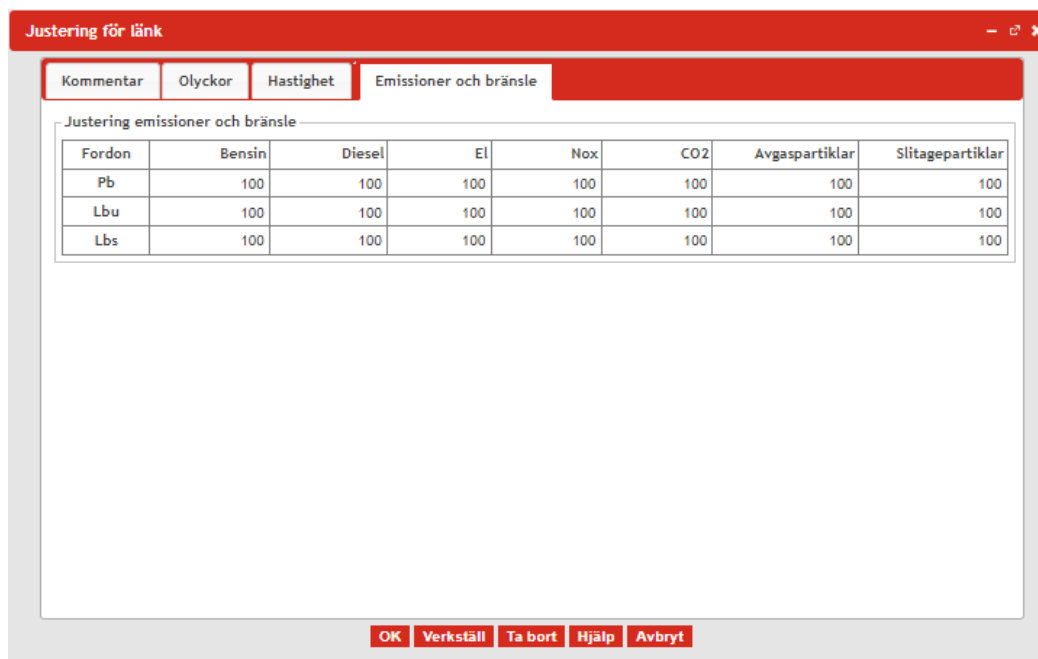 Justering för länk
Kommentar Olyckor Hastighet Emissioner och bränsle
Justering emissioner och bränsle
Fordon Bensin Diesel El Nox CO2 Avgaspartiklar Slitagepartiklar
Pb 100 100 100 100 100 100 100
Lbu 100 100 100 100 100 100 100
Lbs 100 100 100 100 100 100 100
OK Verkställ Ta bort Hjälp Avbryt